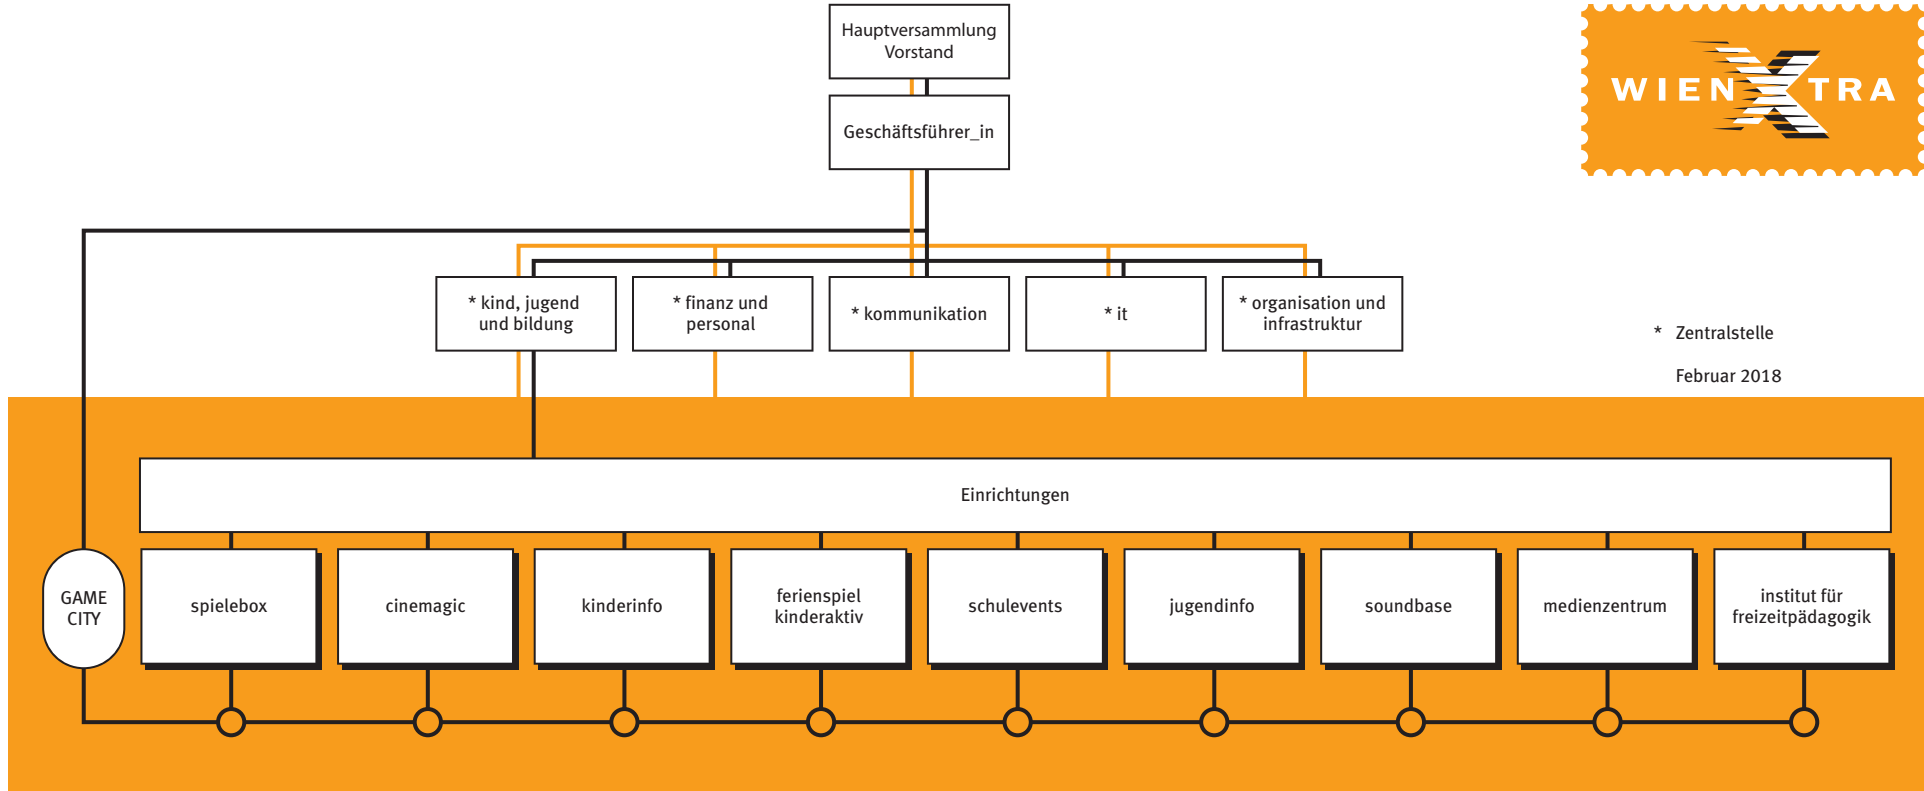 Hauptversammlung
Vorstand
WIENXTRA
Geschäftsführer_in
* kind, jugend
und bildung
* finanz und
personal
* kommunikation
* it
* organisation und
infrastruktur
* Zentralstelle
Februar 2018
Einrichtungen
GAME
CITY
spielebox
cinemagic
kinderinfo
ferienspiel
kinderaktiv
schulevents
jugendinfo
soundbase
medienzentrum
institut für
freizeitpädagogik